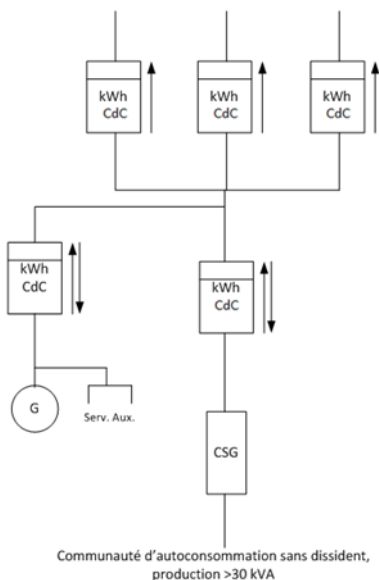 kWh
CdC
kWh
CdC
kWh
CdC
kWh
CdC
kWh
CdC
G
Serv. Aux.
CSG
Communauté d'autoconsommation sans dissident,
production >30 kVA